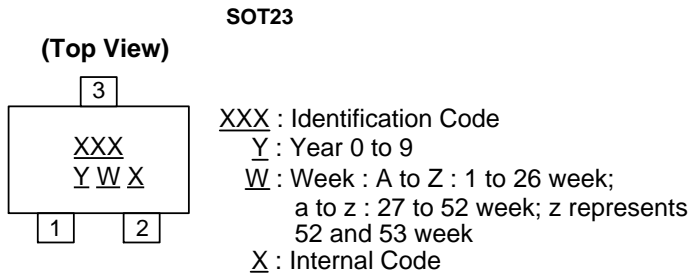 SOT23
(Top View)
3
XXX
Y W X
1 2
XXX : Identification Code
Y : Year 0 to 9
W : Week : A to Z : 1 to 26 week;
a to z : 27 to 52 week; z represents
52 and 53 week
X : Internal Code